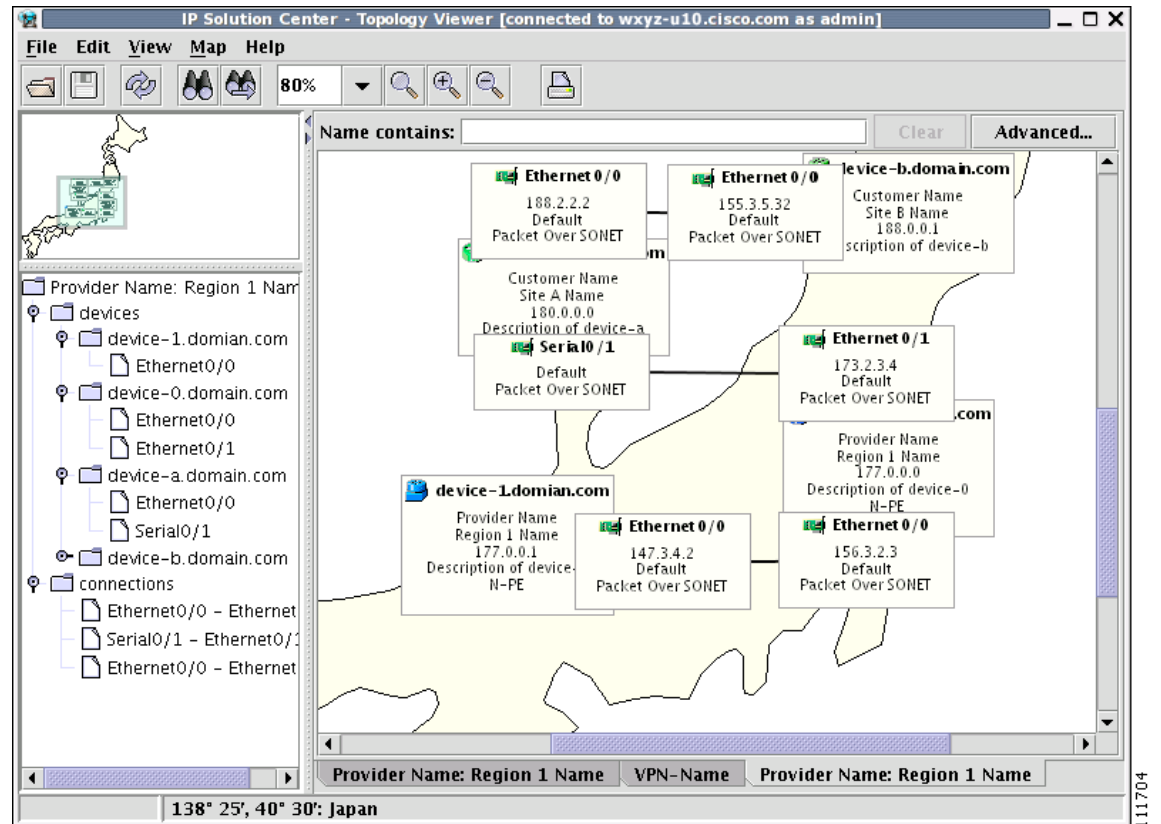 IP Solution Center - Topology Viewer [connected to wxyz-u10.cisco.com as admin]
File Edit View Map Help
80%
Name contains:
Clear
Advanced...
Provider Name: Region 1 Nam
devices
device-1.domian.com
Ethernet0/0
device-0.domain.com
Ethernet0/0
Ethernet0/1
device-a.domain.com
Ethernet0/0
Serial0/1
device-b.domain.com
connections
Ethernet0/0 - Ethernet
Serial0/1 - Ethernet0/1
Ethernet0/0 - Ethernet
Ethernet0/0
188.2.2.2
Default
Packet Over SONET
Ethernet0/0
155.3.5.32
Default
Packet Over SONET
device-b.domain.com
Customer Name
Site B Name
188.0.0.1
scription of device-b
m
Customer Name
Site A Name
180.0.0.0
Description of device-a
Serial0/1
Default
Packet Over SONET
Ethernet0/1
173.2.3.4
Default
Packet Over SONET
.com
Provider Name
Region 1 Name
177.0.0.0
Description of device-0
N-PE
device-1.domian.com
Provider Name
Region 1 Name
177.0.0.1
Description of device-
N-PE
Ethernet0/0
147.3.4.2
Default
Packet Over SONET
Ethernet0/0
156.3.2.3
Default
Packet Over SONET
Provider Name: Region 1 Name
VPN-Name
Provider Name: Region 1 Name
138° 25', 40° 30': Japan
111704